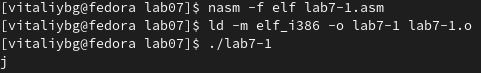 [vitaliybg@fedora lab07]$ nasm -f elf lab7-1.asm
[vitaliybg@fedora lab07]$ ld -m elf_i386 -o lab7-1 lab7-1.o
[vitaliybg@fedora lab07]$ ./lab7-1
j